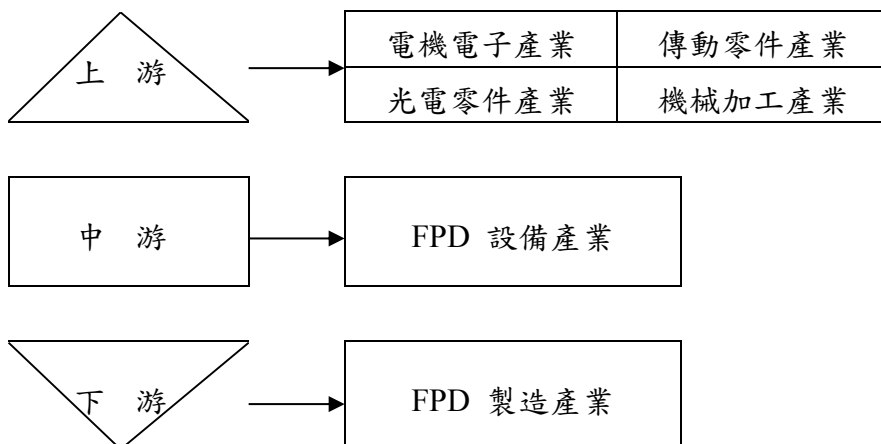 上 游
電機電子產業 傳動零件產業
光電零件產業 機械加工產業
中 游
FPD 設備產業
下 游
FPD 製造產業